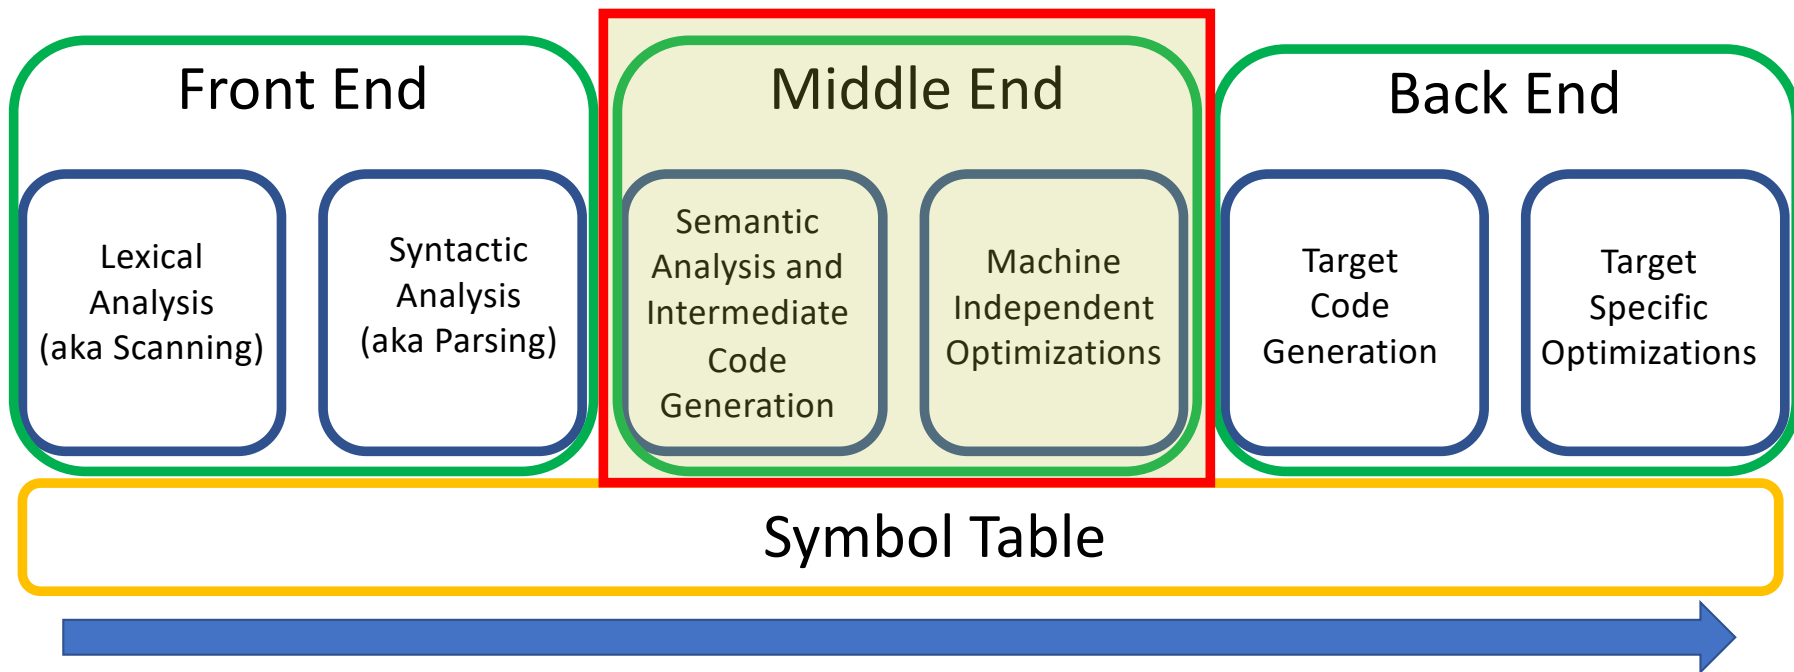 Front End
Lexical
Analysis
(aka Scanning)
Syntactic
Analysis
(aka Parsing)
Middle End
Semantic
Analysis and
Intermediate
Code
Generation
Machine
Independent
Optimizations
Back End
Target
Code
Generation
Target
Specific
Optimizations
Symbol Table